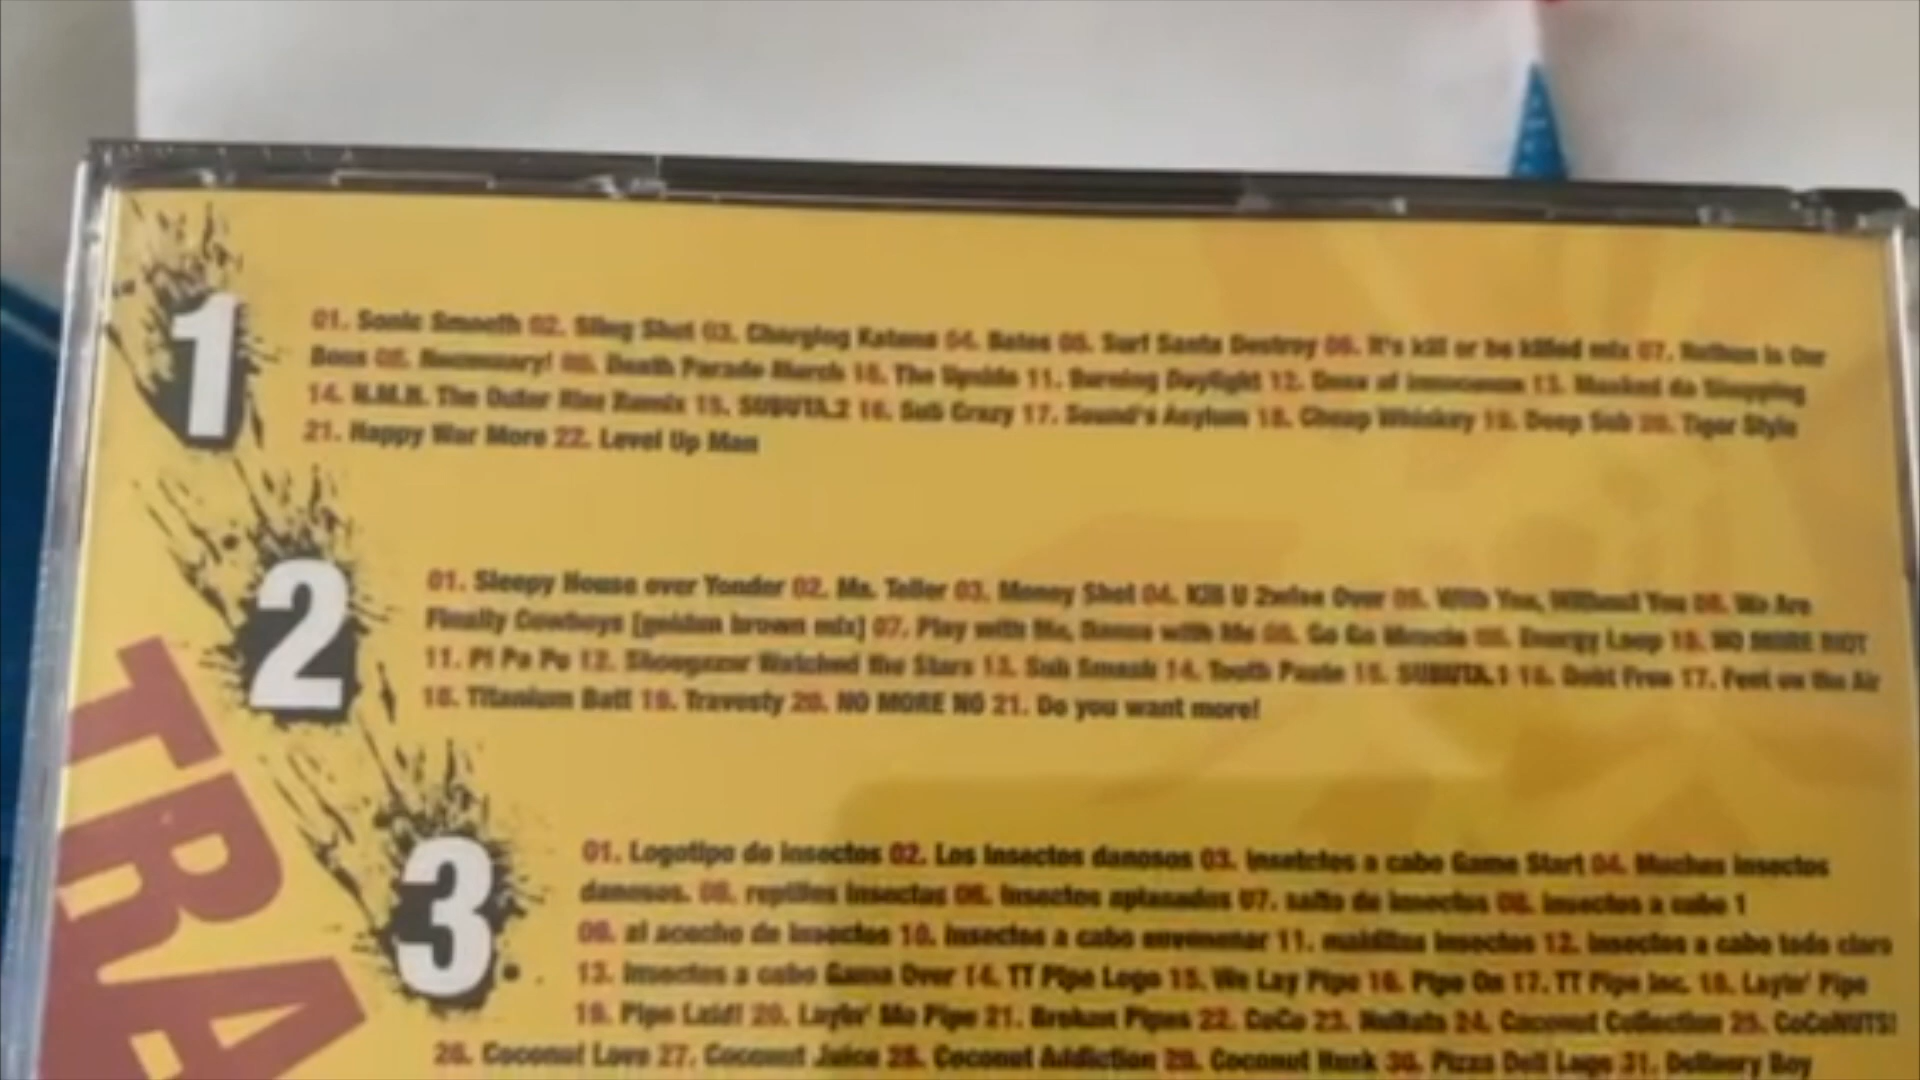 1
01. Sonic Smooth 02. Sling Shot 03. Charging Katana 04. Bates 05. Surf Santa Destroy 06. It's kill or be killed mix 07. Nathan is Our
Boss 08. 09. Death Parade March 10. The Upside 11. Burning Daylight 12. Dose of innocence 13. Masked de Shopping
14. N.M.H. The Outer Rim Remix 15. SUBUTA.2 16. Sub Crazy 17. Sound's Asylum 18. Cheap Whiskey 19. Deep Sob 20. Tiger Style
21. Happy War More 22. Level Up Man
2
01. Sleepy House over Yonder 02. Ms. Teller 03. Money Shot 04. Kill U 2wise Over 05. With You, Without You 06. We Are
Finally Cowboys [golden brown mix] 07. Play with Me, Dance with Me 08. Go Go Muscle 09. Energy Loop 10. NO MORE RIOT
11. Pi Po Pu 12. Shoegazer Watched the Stars 13. Sub Smash 14. Tooth Paste 15. SUBUTA.1 16. Debt Free 17. Feel on the Air
18. Titanium Batt 19. Travesty 20. NO MORE NO 21. Do you want more!
TRA
3
01. Logotipo de insectos 02. Los insectos danosos 03. a cabo Game Start 04. Muchos insectos
danosos. 05. reptiles insectos 06. Insectos aplanados 07. salto de insectos 08. insectos a cabo 1
09. al acecho de insectos 10. insectos a cabo envenenar 11. malditos insectos 12. insectos a cabo todo claro
13. insectos a cabo Game Over 14. TT Pipe Logo 15. We Lay Pipe 16. Pipe On 17. TT Pipe Inc. 18. Layin' Pipe
19. Pipe Laid! 20. Layin' Mo Pipe 21. Broken Pipes 22. CoCo 23. NuNuts 24. Coconut Collection 25. CoCoNUTS!
26. Coconut Love 27. Coconut Juice 28. Coconut Addiction 29. Coconut Hunk 30. Pizza Doll Logo 31. Delivery Boy